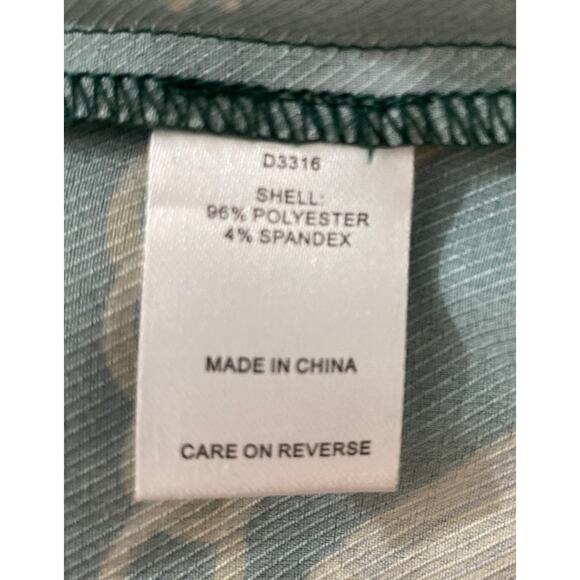 D3316
SHELL:
96% POLYESTER
4% SPANDEX
MADE IN CHINA
CARE ON REVERSE